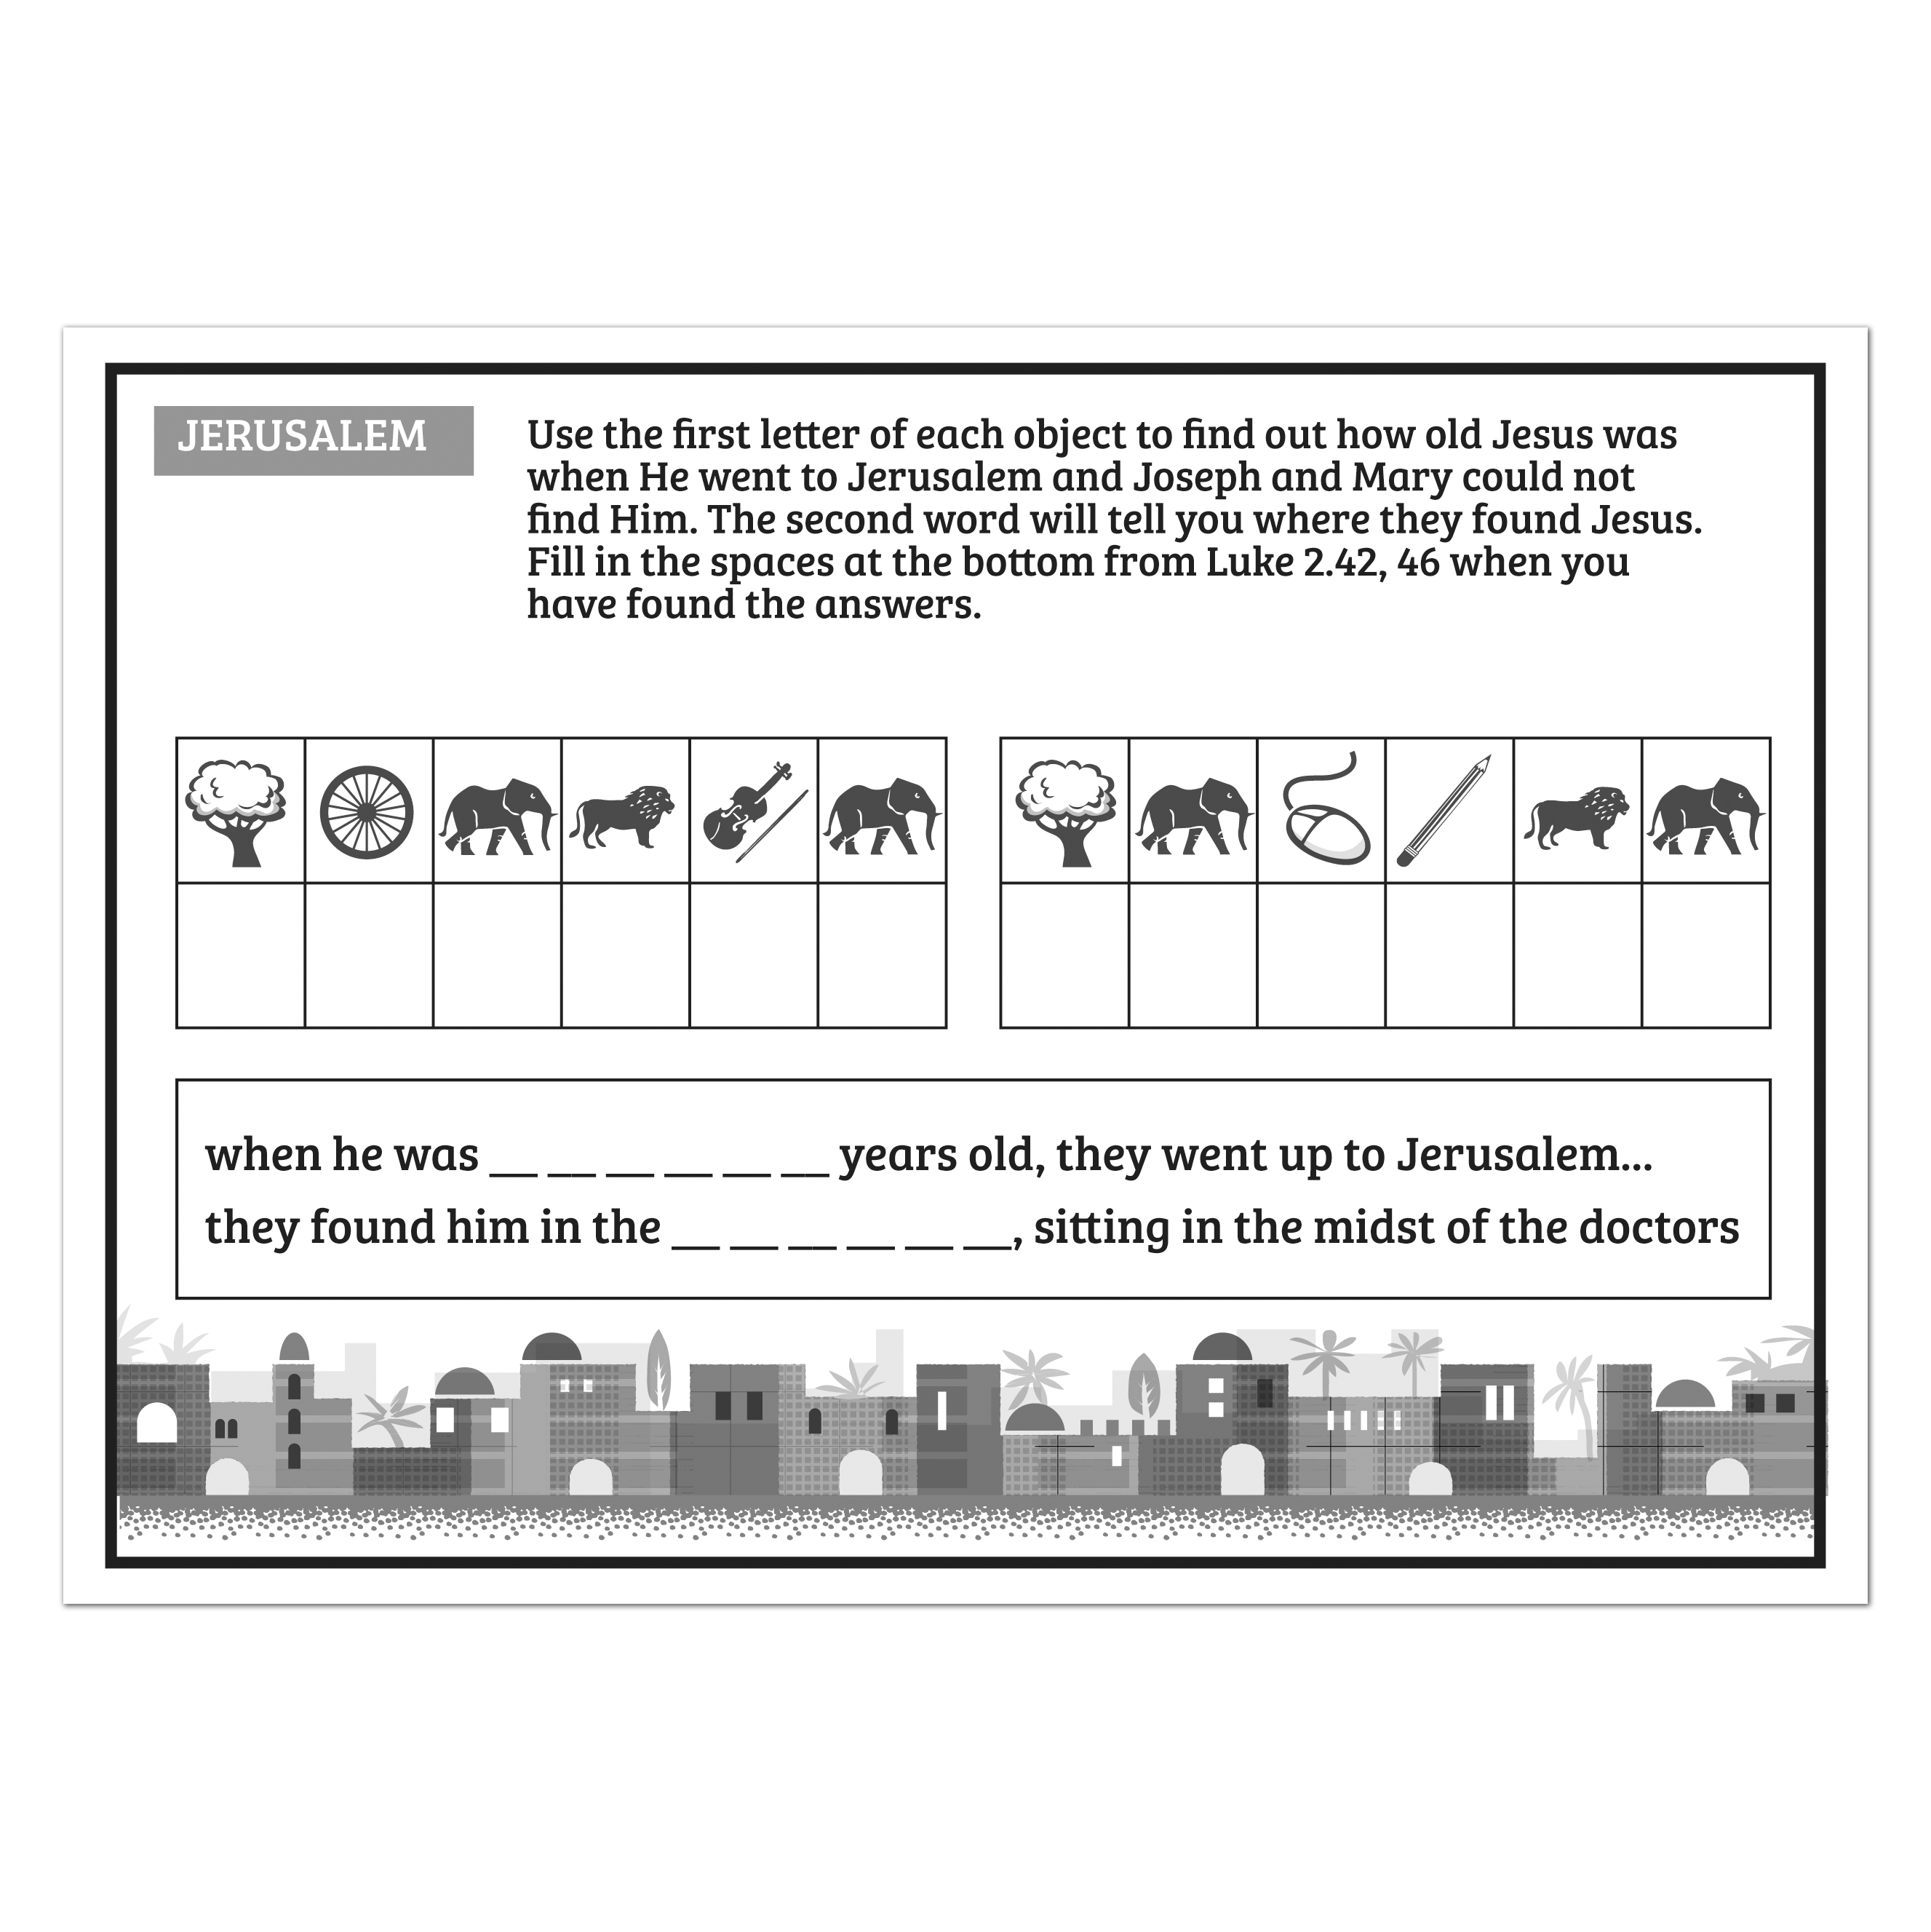 JERUSALEM
Use the first letter of each object to find out how old Jesus was
when He went to Jerusalem and Joseph and Mary could not
find Him. The second word will tell you where they found Jesus.
Fill in the spaces at the bottom from Luke 2.42, 46 when you
have found the answers.
when he was __ __ __ __ __ __ years old, they went up to Jerusalem...
they found him in the __ __ __ __ __ __, sitting in the midst of the doctors